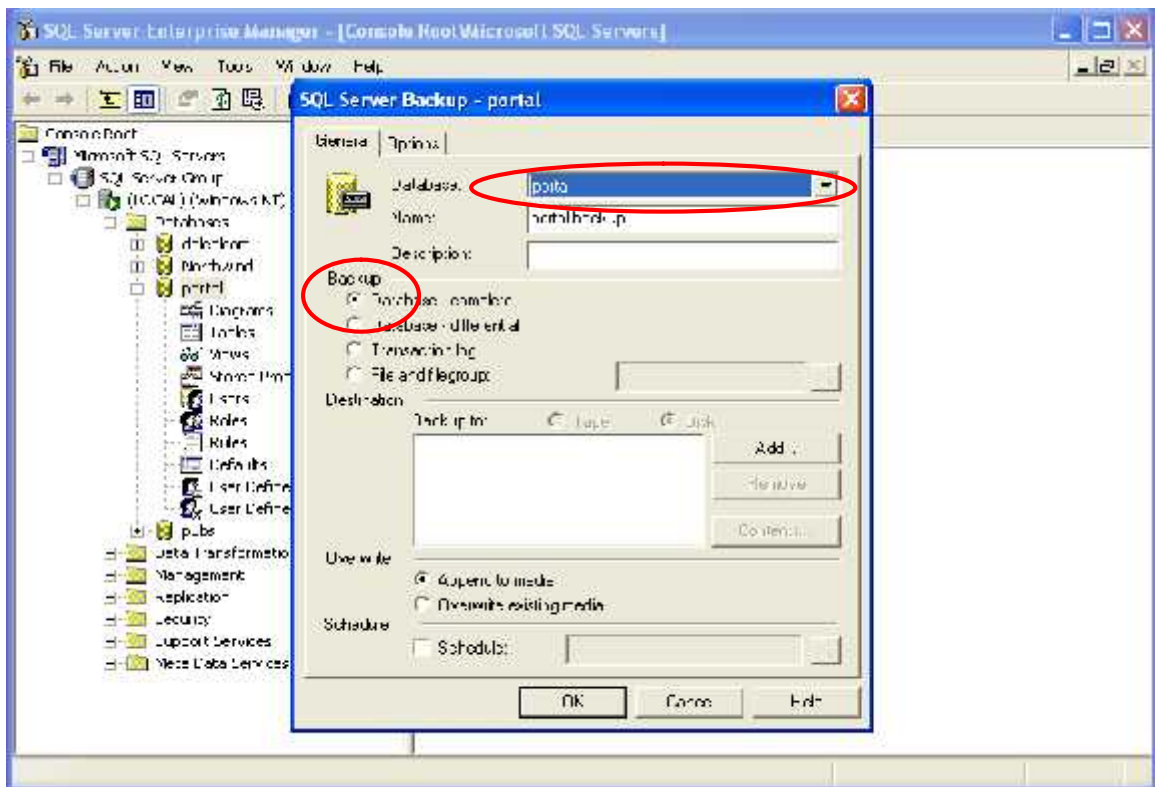 SQL Server Enterprise Manager - [Console Root\Microsoft SQL Servers]
File Action View Tools Window Help
Console Root
Microsoft SQL Servers
SQL Server Group
(LOCAL) (Windows NT)
Databases
Northwind
portal
Diagrams
Tables
Views
Stored Proc
Users
Roles
Rules
Defaults
User Define
User Define
pubs
Data Transformatio
Management
Replication
Security
Support Services
Meta Data Services
SQL Server Backup - portal
General Options
Database: portal
Name: portal backup
Description:
Backup
Database - complete
Database - differential
Transaction log
File and filegroup:
Destination
Backup to: Tape Disk
Add...
Remove
Contents...
Overwrite
Append to media
Overwrite existing media
Schedule
Schedule:
OK Cancel Help